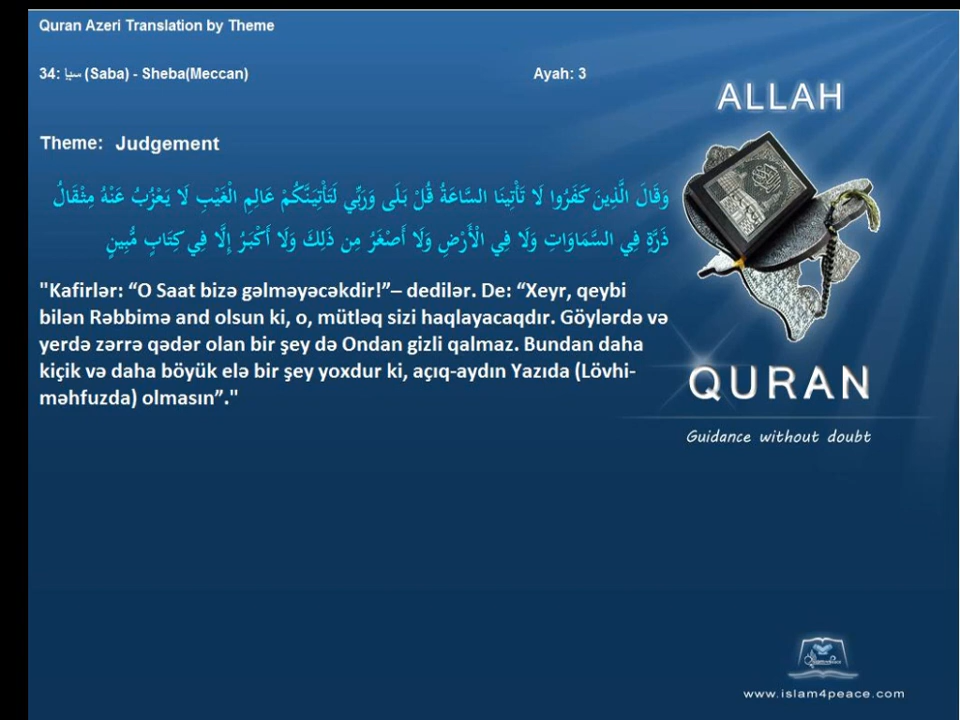 Quran Azeri Translation by Theme
34: سبا (Saba) - Sheba(Meccan)
Ayah: 3
Theme: Judgement
وَقَالَ الَّذِينَ كَفَرُوا لَا تَأْتِينَا السَّاعَةُ قُلْ بَلَى وَرَبِّي لَتَأْتِيَنَّكُمْ عَالِمِ الْغَيْبِ لَا يَعْزُبُ عَنْهُ مِثْقَالُ
ذَرَّةٍ فِي السَّمَاوَاتِ وَلَا فِي الْأَرْضِ وَلَا أَصْغَرُ مِن ذَلِكَ وَلَا أَكْبَرُ إِلَّا فِي كِتَابٍ مُّبِينٍ
"Kafirlər: “O Saat bizə gəlməyəcəkdir!”– dedilər. De: “Xeyr, qeybi
bilən Rəbbimə and olsun ki, o, mütləq sizi haqlayacaqdır. Göylərdə və
yerdə zərrə qədər olan bir şey də Ondan gizli qalmaz. Bundan daha
kiçik və daha böyük elə bir şey yoxdur ki, açıq-aydın Yazıda (Lövhi-
məhfuzda) olmasın”."
ALLAH
QURAN
Guidance without doubt
www.islam4peace.com